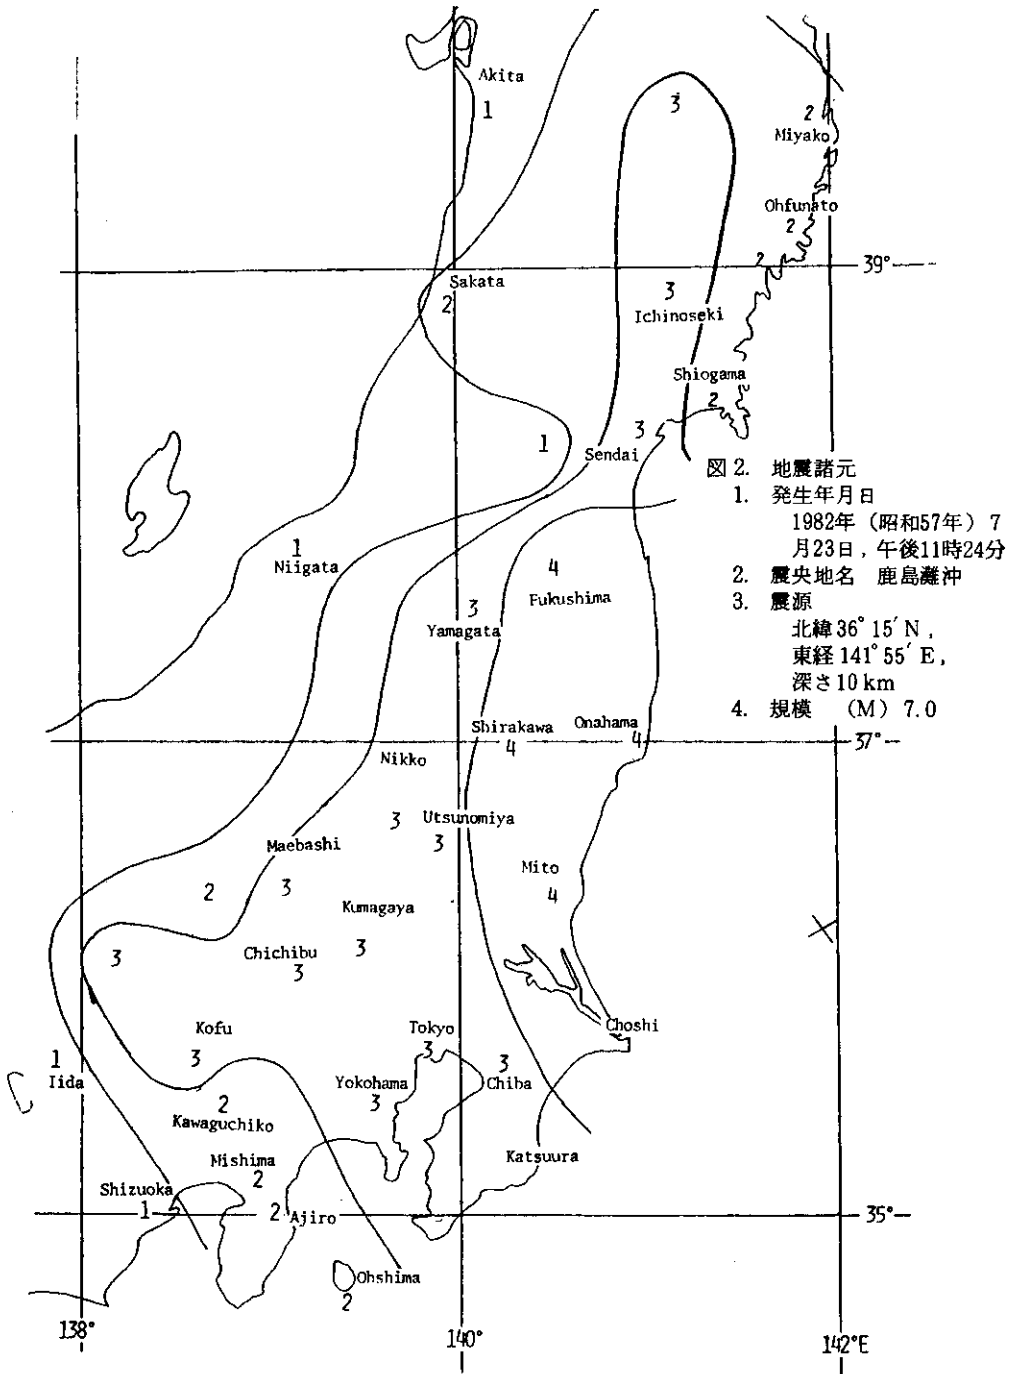 Akita
1
3
2
Miyako
Ohfunato
2
2
39°
Sakata
2
3
Ichinoseki
Shiogama
2
3
1
Sendai
図2. 地震諸元
1. 発生年月日
1982年（昭和57年）7
月23日，午後11時24分
2. 震央地名 鹿島灘沖
3. 震源
北緯36°15′N，
東経141°55′E，
深さ10km
4. 規模 （M）7.0
1
Niigata
4
Fukushima
3
Yamagata
Shirakawa
4
Onahama
4
37°
Nikko
3
Utsunomiya
3
Maebashi
3
2
Mito
4
Kumagaya
3
Chichibu
3
3
Kofu
3
Tokyo
3
Choshi
1
Iida
Yokohama
3
3
Chiba
2
Kawaguchiko
Mishima
2
Katsuura
Shizuoka
1
2
Ajiro
35°
Ohshima
2
138°
140°
142°E